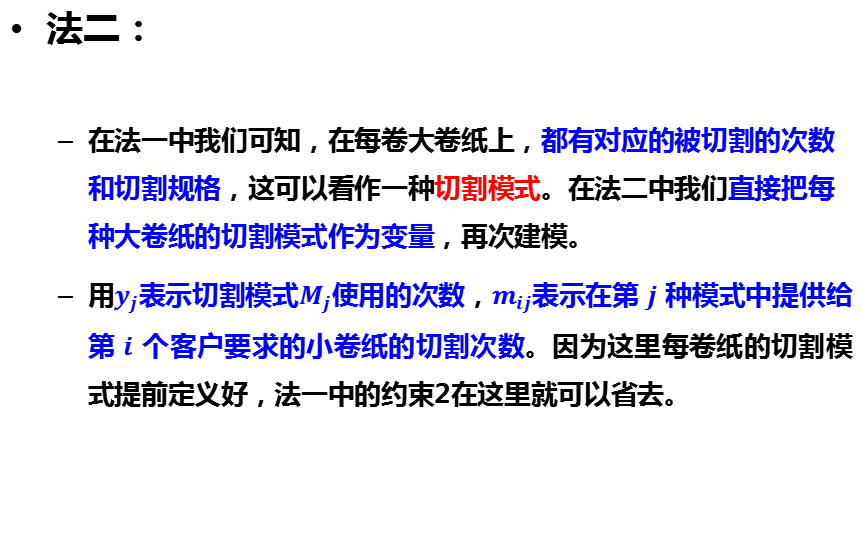 • 法二：
– 在法一中我们可知，在每卷大卷纸上，都有对应的被切割的次数
和切割规格，这可以看作一种切割模式。在法二中我们直接把每
种大卷纸的切割模式作为变量，再次建模。
– 用yⱼ表示切割模式Mⱼ使用的次数，mᵢⱼ表示在第 j 种模式中提供给
第 i 个客户要求的小卷纸的切割次数。因为这里每卷纸的切割模
式提前定义好，法一中的约束2在这里就可以省去。